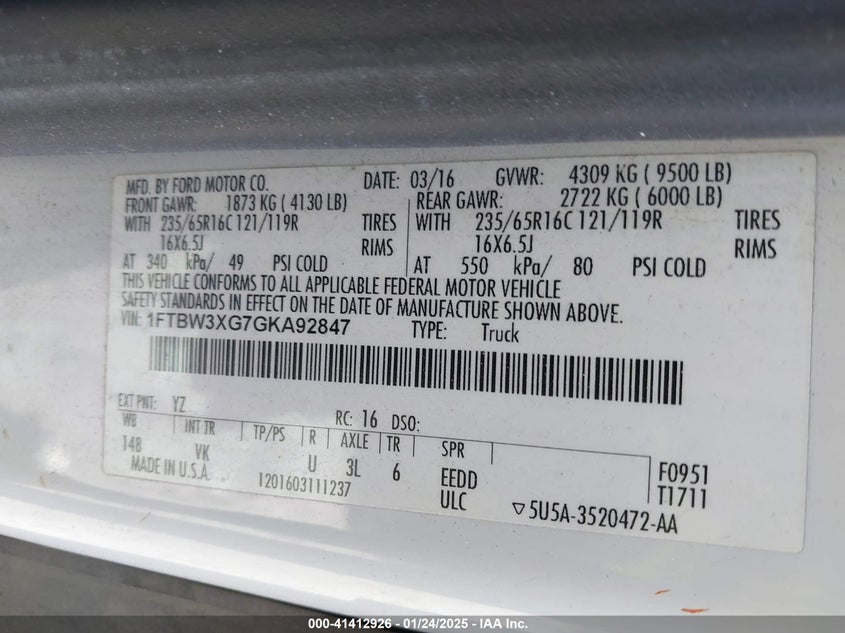 MFD. BY FORD MOTOR CO. DATE: 03/16 GVWR: 4309 KG ( 9500 LB)
FRONT GAWR: 1873 KG ( 4130 LB) REAR GAWR: 2722 KG ( 6000 LB)
WITH 235/65R16C 121/119R TIRES WITH 235/65R16C 121/119R TIRES
16X6.5J RIMS 16X6.5J RIMS
AT 340 kPa/ 49 PSI COLD AT 550 kPa/ 80 PSI COLD
THIS VEHICLE CONFORMS TO ALL APPLICABLE FEDERAL MOTOR VEHICLE
SAFETY STANDARDS IN EFFECT ON THE DATE OF MANUFACTURE SHOWN ABOVE.
VIN: 1FTBW3XG7GKA92847 TYPE: Truck
EXT PNT: YZ RC: 16 DSO:
WB INT TR TP/PS R AXLE TR SPR
148 VK U 3L 6 EEDD F0951
MADE IN U.S.A. 1201603111237 ULC T1711
▽5U5A-3520472-AA
000-41412926 - 01/24/2025 - IAA Inc.